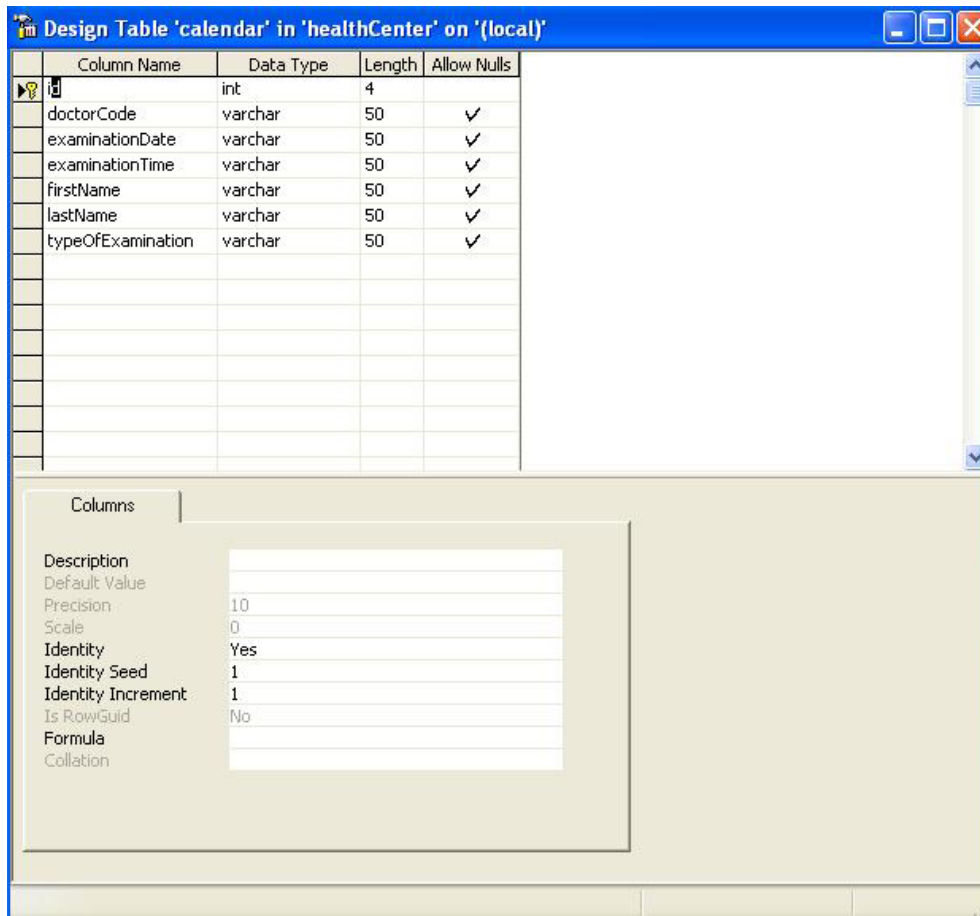 Design Table 'calendar' in 'healthCenter' on '(local)'
Column Name Data Type Length Allow Nulls
id int 4
doctorCode varchar 50
examinationDate varchar 50
examinationTime varchar 50
firstName varchar 50
lastName varchar 50
typeOfExamination varchar 50
Columns
Description
Default Value
Precision 10
Scale 0
Identity Yes
Identity Seed 1
Identity Increment 1
Is RowGuid No
Formula
Collation